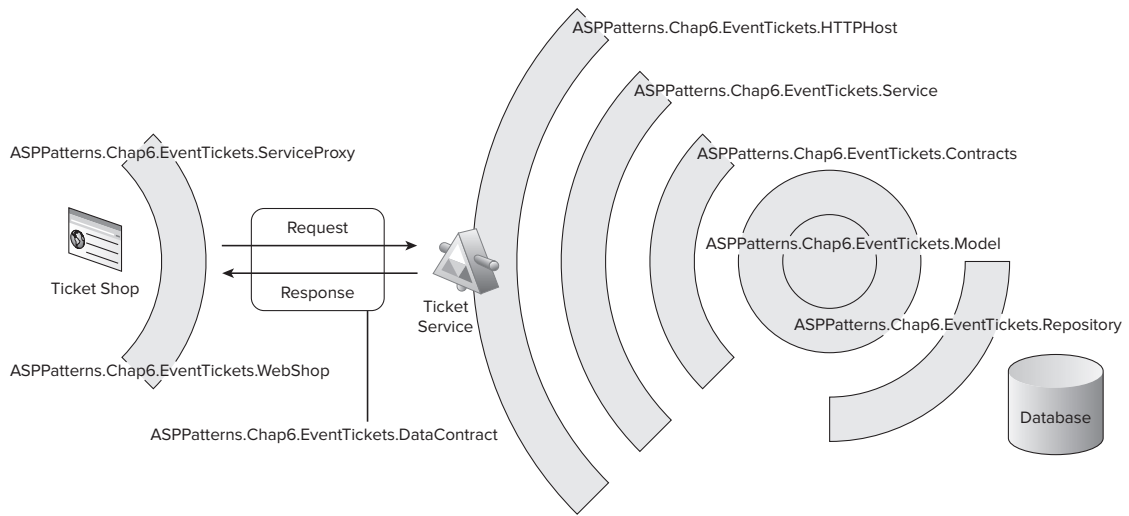 ASPPatterns.Chap6.EventTickets.HTTPHost
ASPPatterns.Chap6.EventTickets.Service
ASPPatterns.Chap6.EventTickets.ServiceProxy
ASPPatterns.Chap6.EventTickets.Contracts
Request
ASPPatterns.Chap6.EventTickets.Model
Ticket Shop
Response
Ticket
Service
ASPPatterns.Chap6.EventTickets.Repository
ASPPatterns.Chap6.EventTickets.WebShop
Database
ASPPatterns.Chap6.EventTickets.DataContract